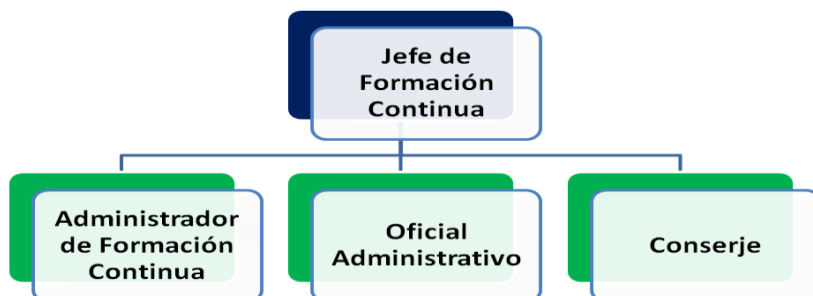 Jefe de
Formación
Continua
Administrador
de Formación
Continua
Oficial
Administrativo
Conserje